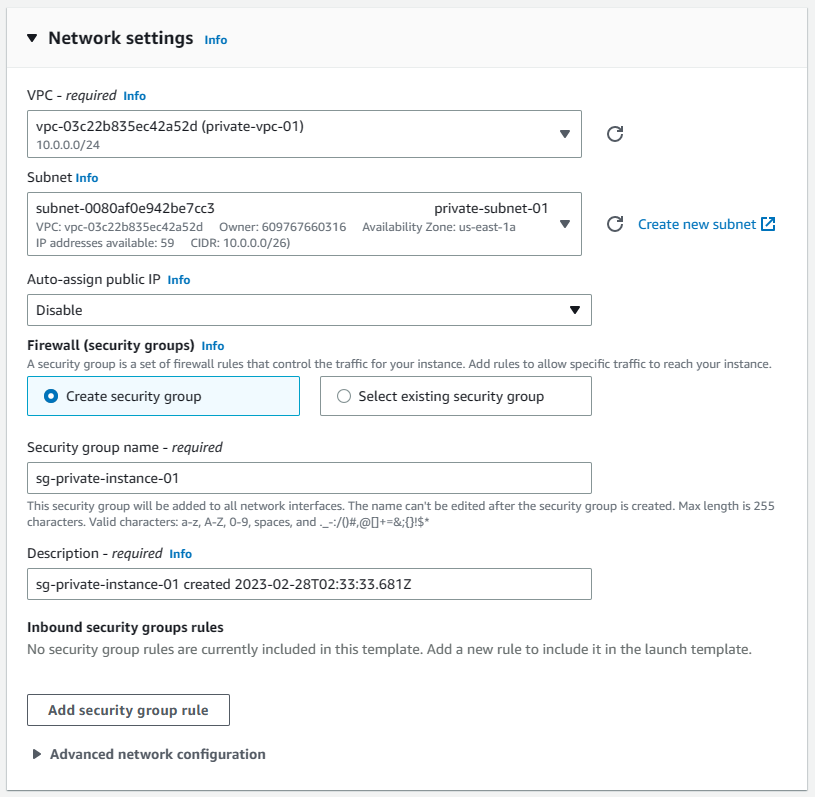 Network settings Info
VPC - required Info
vpc-03c22b835ec42a52d (private-vpc-01)
10.0.0.0/24
Subnet Info
subnet-0080af0e942be7cc3 private-subnet-01
VPC: vpc-03c22b835ec42a52d Owner: 609767660316 Availability Zone: us-east-1a
IP addresses available: 59 CIDR: 10.0.0.0/26)
Create new subnet
Auto-assign public IP Info
Disable
Firewall (security groups) Info
A security group is a set of firewall rules that control the traffic for your instance. Add rules to allow specific traffic to reach your instance.
Create security group
Select existing security group
Security group name - required
sg-private-instance-01
This security group will be added to all network interfaces. The name can't be edited after the security group is created. Max length is 255
characters. Valid characters: a-z, A-Z, 0-9, spaces, and ._-:/()#,@[]+=&;{}!$*
Description - required Info
sg-private-instance-01 created 2023-02-28T02:33:33.681Z
Inbound security groups rules
No security group rules are currently included in this template. Add a new rule to include it in the launch template.
Add security group rule
Advanced network configuration